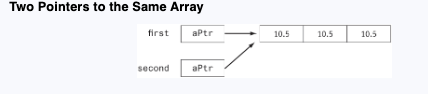 Two Pointers to the Same Array
first aPtr 10.5 10.5 10.5
second aPtr